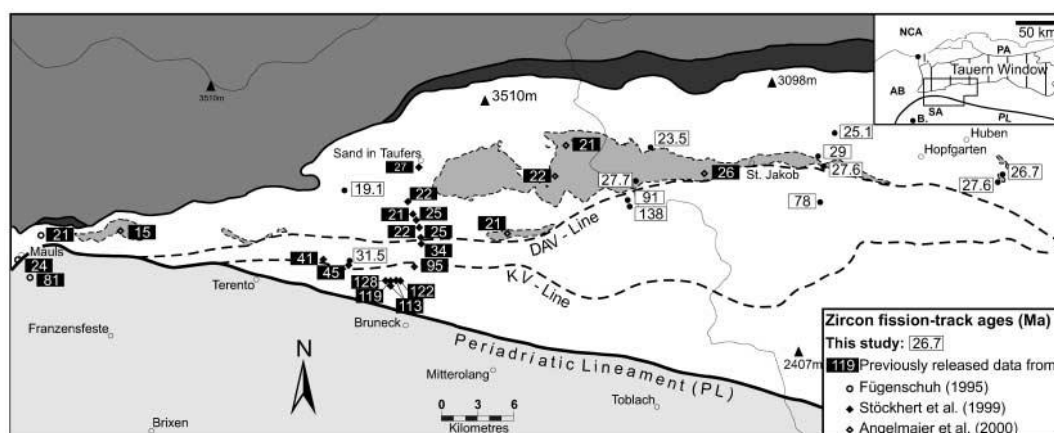 NCA
50 km
PA
Tauern Window
AB
SA
PL
B.
3510m
3510m
3098m
25.1
Huben
Hopfgarten
23.5
21
29
Sand in Taufers
27
22
26
St. Jakob
27.6
26.7
27.6
19.1
27.7
22
91
138
78
21
25
21
15
22
25
21
DAV - Line
34
Mauls
24
81
41
31.5
45
95
KV - Line
Terento
128
122
119
113
Franzensfeste
Bruneck
Periadriatic Lineament (PL)
N
Mitterolang
2407m
Toblach
Brixen
0 3 6
Kilometres
Zircon fission-track ages (Ma)
This study: 26.7
119 Previously released data from
Fügenschuh (1995)
Stöckhert et al. (1999)
Angelmaier et al. (2000)